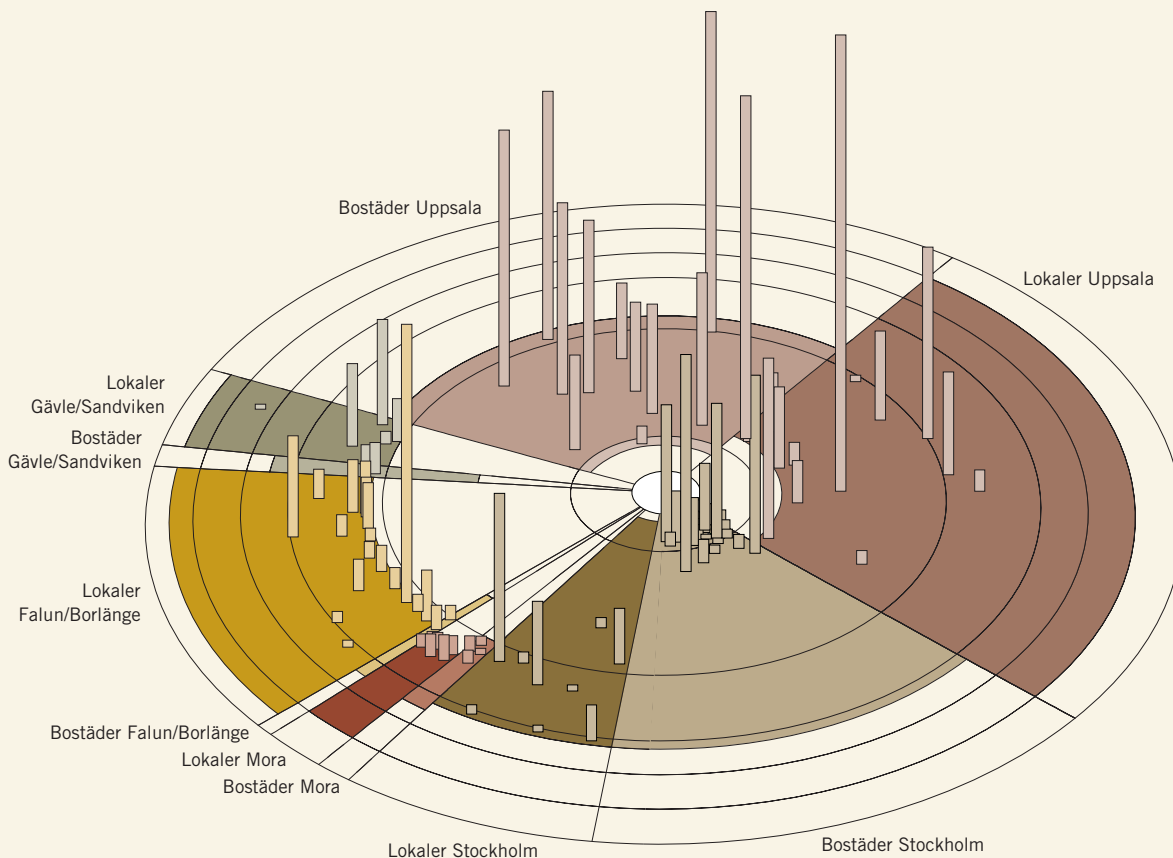 Bostäder Uppsala
Lokaler Uppsala
Lokaler
Gävle/Sandviken
Bostäder
Gävle/Sandviken
Lokaler
Falun/Borlänge
Bostäder Falun/Borlänge
Lokaler Mora
Bostäder Mora
Lokaler Stockholm
Bostäder Stockholm